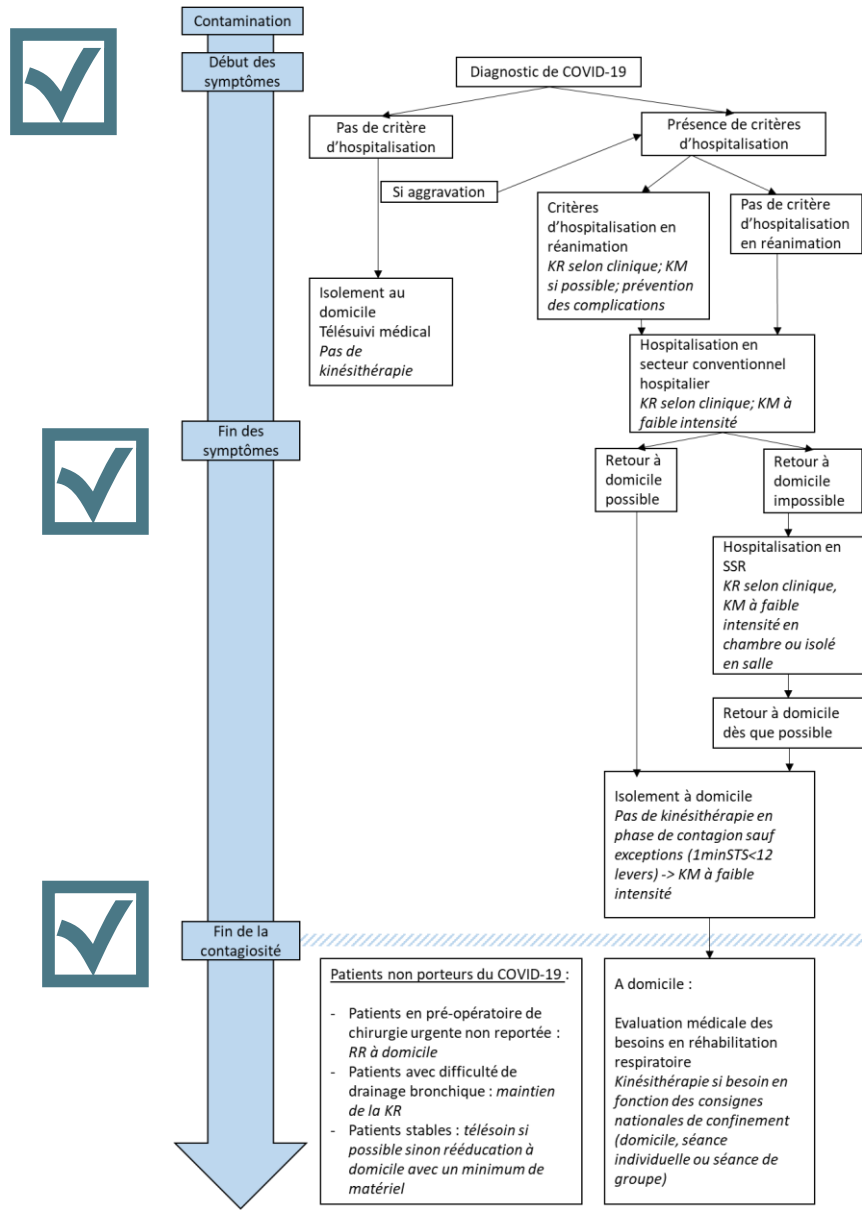 Contamination
Début des
symptômes
Diagnostic de COVID-19
Pas de critère
d'hospitalisation
Présence de critères
d'hospitalisation
Si aggravation
Critères
d'hospitalisation en
réanimation
KR selon clinique; KM
si possible; prévention
des complications
Pas de critère
d'hospitalisation
en réanimation
Isolement au
domicile
Télésuivi médical
Pas de
kinésithérapie
Hospitalisation en
secteur conventionnel
hospitalier
KR selon clinique; KM à
faible intensité
Fin des
symptômes
Retour à
domicile
possible
Retour à
domicile
impossible
Hospitalisation en
SSR
KR selon clinique,
KM à faible
intensité en
chambre ou isolé
en salle
Retour à domicile
dès que possible
Isolement à domicile
Pas de kinésithérapie en
phase de contagion sauf
exceptions (1minSTS<12
levers) -> KM à faible
intensité
Fin de la
contagiosité
Patients non porteurs du COVID-19 :
- Patients en pré-opératoire de
chirurgie urgente non reportée :
RR à domicile
- Patients avec difficulté de
drainage bronchique : maintien
de la KR
- Patients stables : télésoin si
possible sinon rééducation à
domicile avec un minimum de
matériel
A domicile :
Evaluation médicale des
besoins en réhabilitation
respiratoire
Kinésithérapie si besoin en
fonction des consignes
nationales de confinement
(domicile, séance
individuelle ou séance de
groupe)